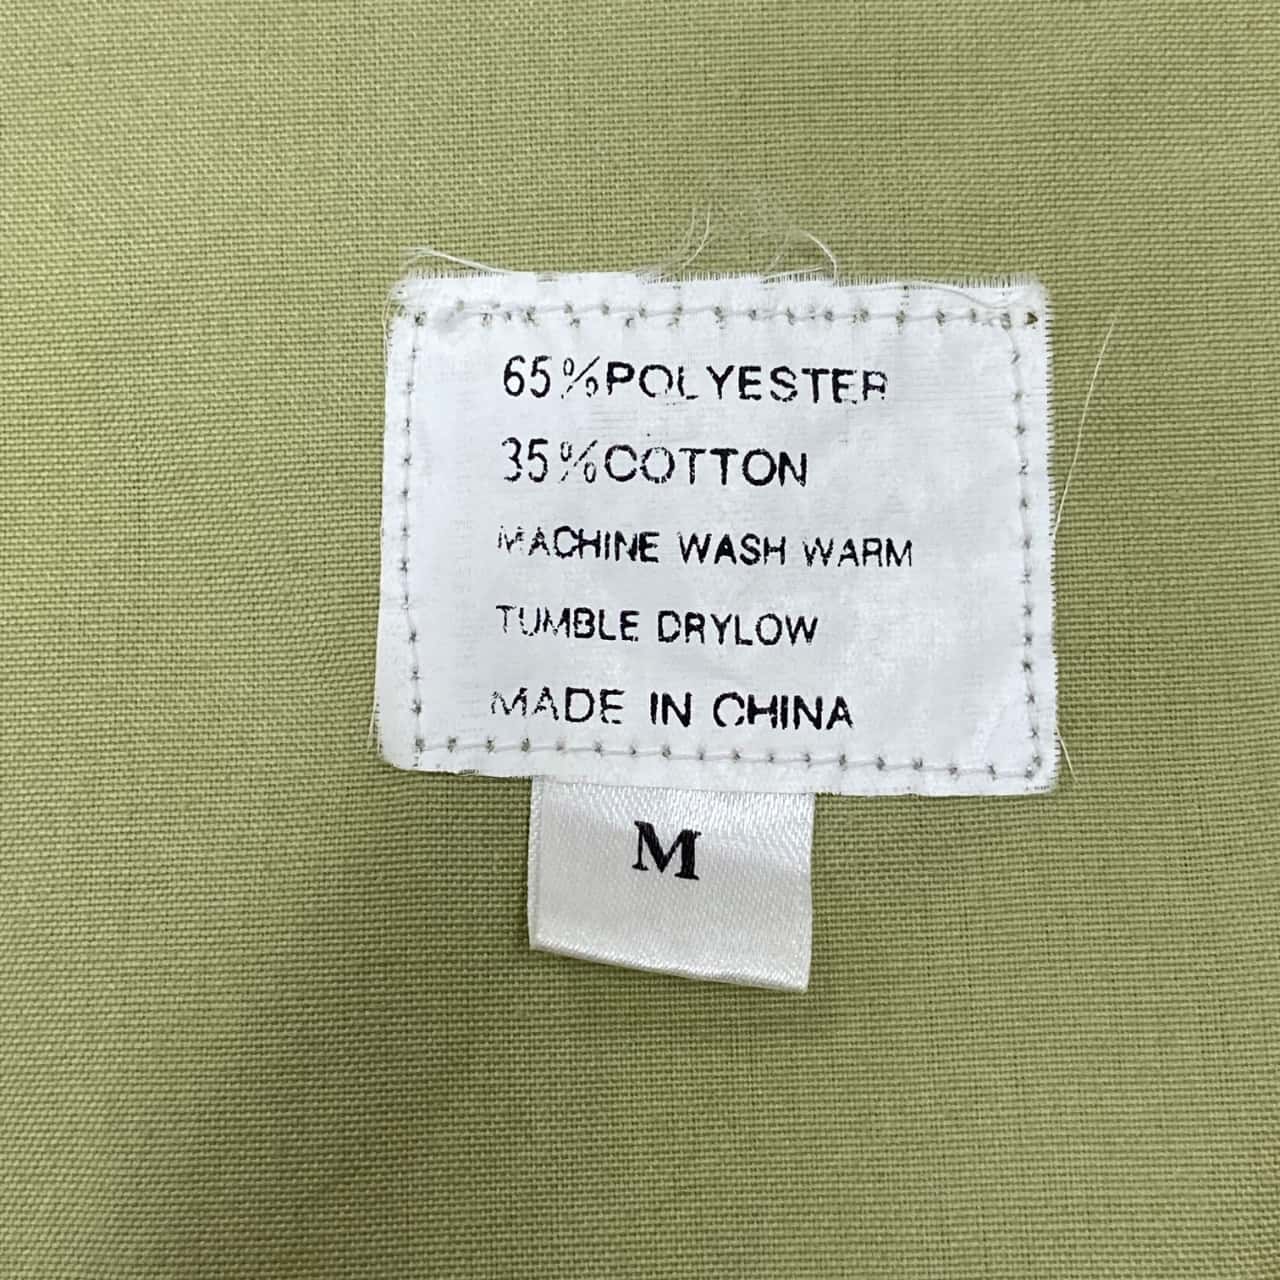 65%POLYESTER
35%COTTON
MACHINE WASH WARM
TUMBLE DRYLOW
MADE IN CHINA
M